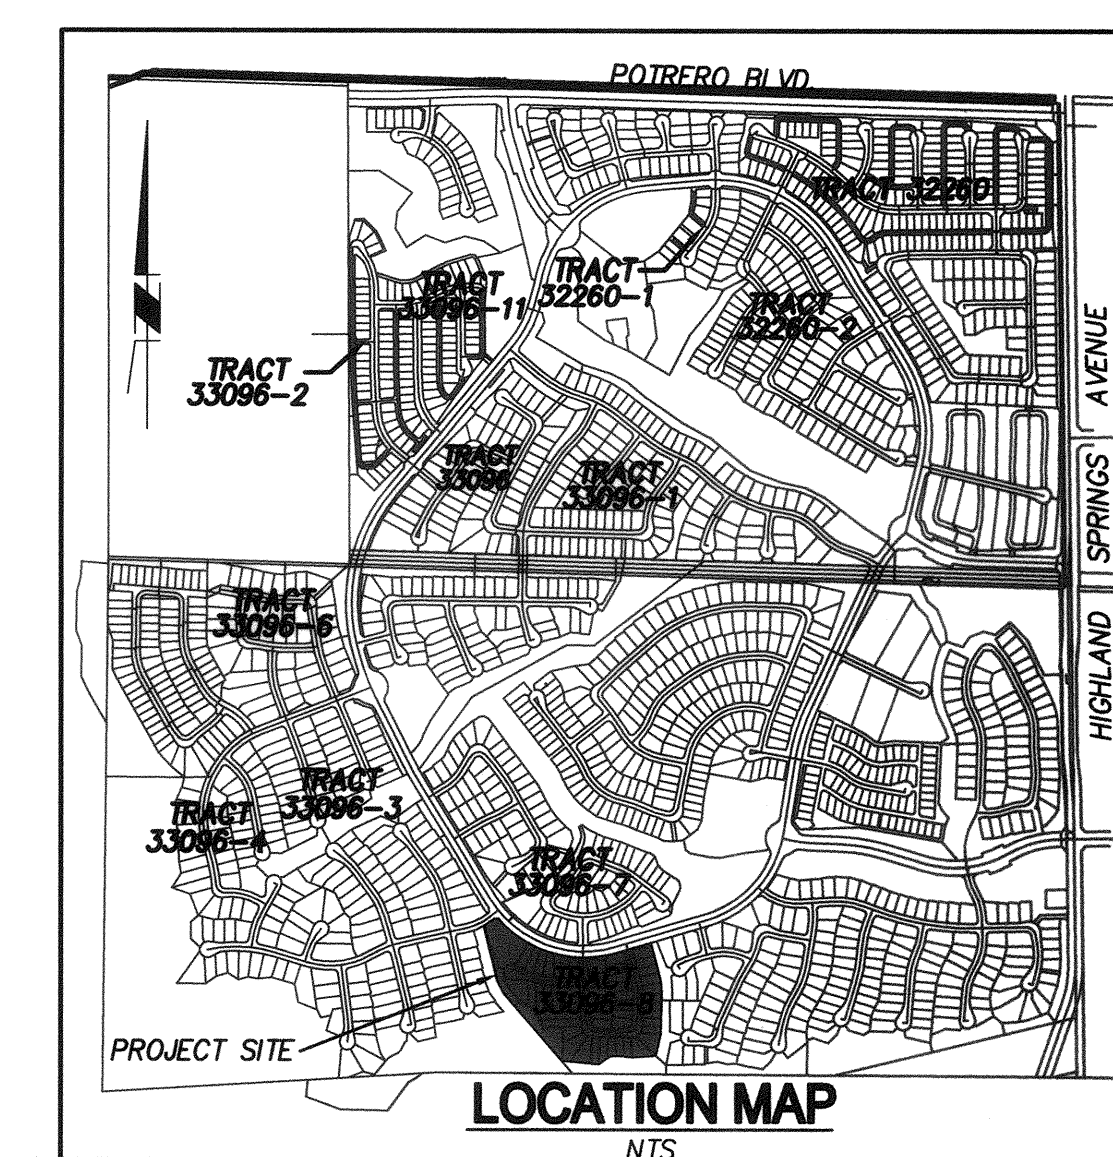 POTRERO BLVD.
TRACT 32260
TRACT
33096-11
TRACT
32260-1
TRACT
32260-2
TRACT
33096-2
AVENUE
SPRINGS
HIGHLAND
TRACT
33096
TRACT
33096-1
TRACT
33096-6
TRACT
33096-3
TRACT
33096-4
TRACT
33096-7
TRACT
33096-8
PROJECT SITE
LOCATION MAP
NTS